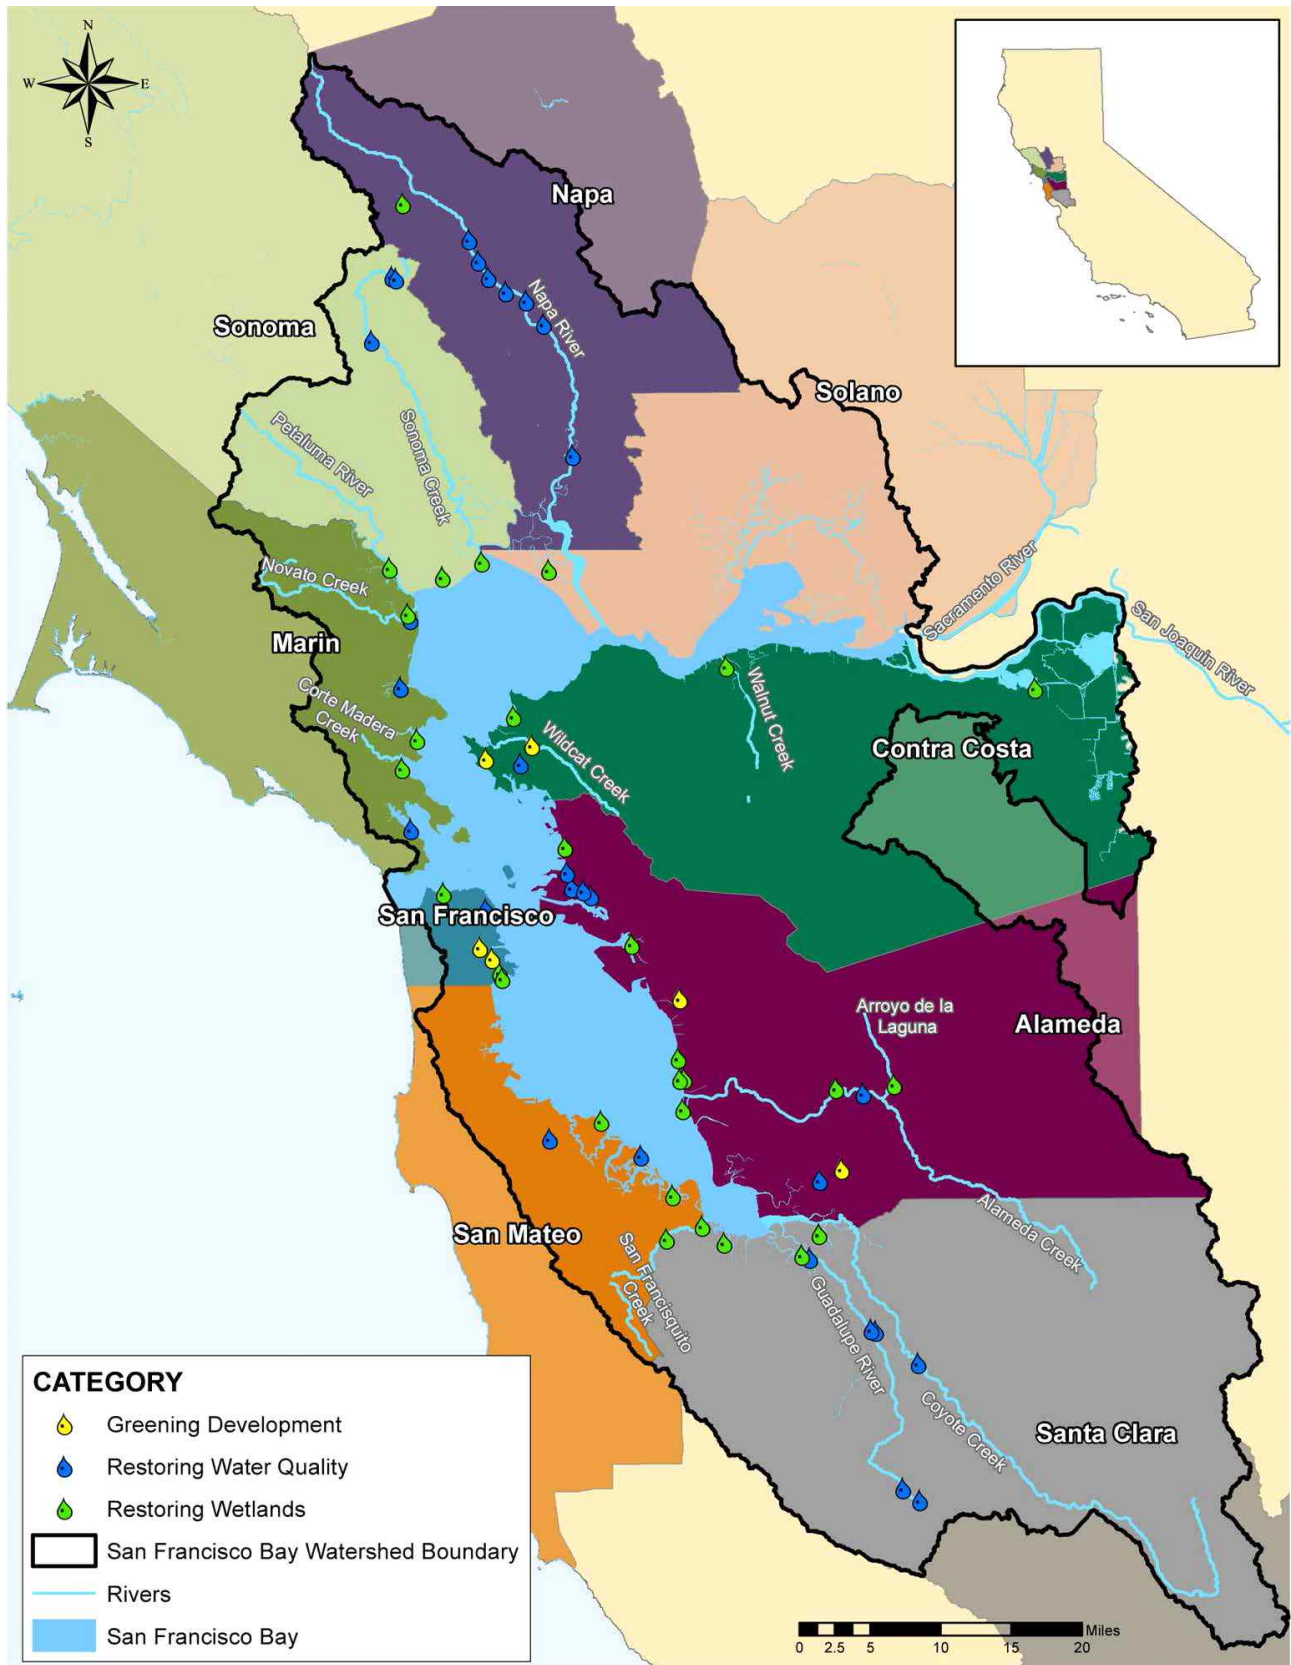 N
W
E
S
Napa
Napa River
Sonoma
Solano
Petaluma River
Sonoma Creek
Sacramento River
San Joaquin River
Novato Creek
Marin
Corte Madera
Creek
Walnut Creek
Wildcat Creek
Contra Costa
San Francisco
Arroyo de la
Laguna
Alameda
Alameda Creek
San Mateo
San Francisquito
Creek
Guadalupe River
Coyote Creek
Santa Clara
CATEGORY
Greening Development
Restoring Water Quality
Restoring Wetlands
San Francisco Bay Watershed Boundary
Rivers
San Francisco Bay
Miles
0 2.5 5 10 15 20